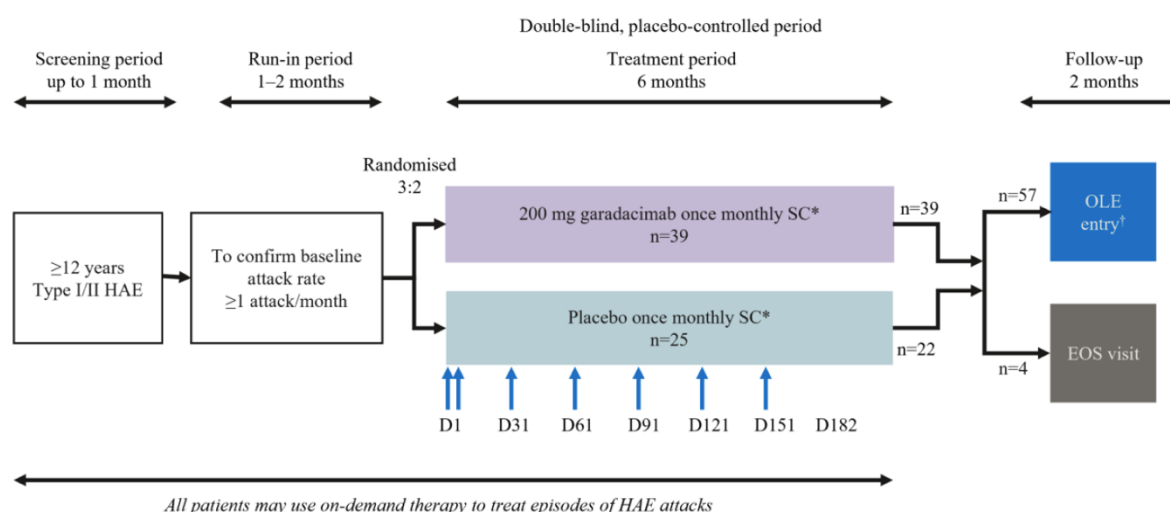 Double-blind, placebo-controlled period
Screening period
up to 1 month
Run-in period
1–2 months
Treatment period
6 months
Follow-up
2 months
Randomised
3:2
≥12 years
Type I/II HAE
To confirm baseline
attack rate
≥1 attack/month
200 mg garadacimab once monthly SC*
n=39
n=39
Placebo once monthly SC*
n=25
n=22
n=57
OLE
entry†
n=4
EOS visit
D1 D31 D61 D91 D121 D151 D182
All patients may use on-demand therapy to treat episodes of HAE attacks